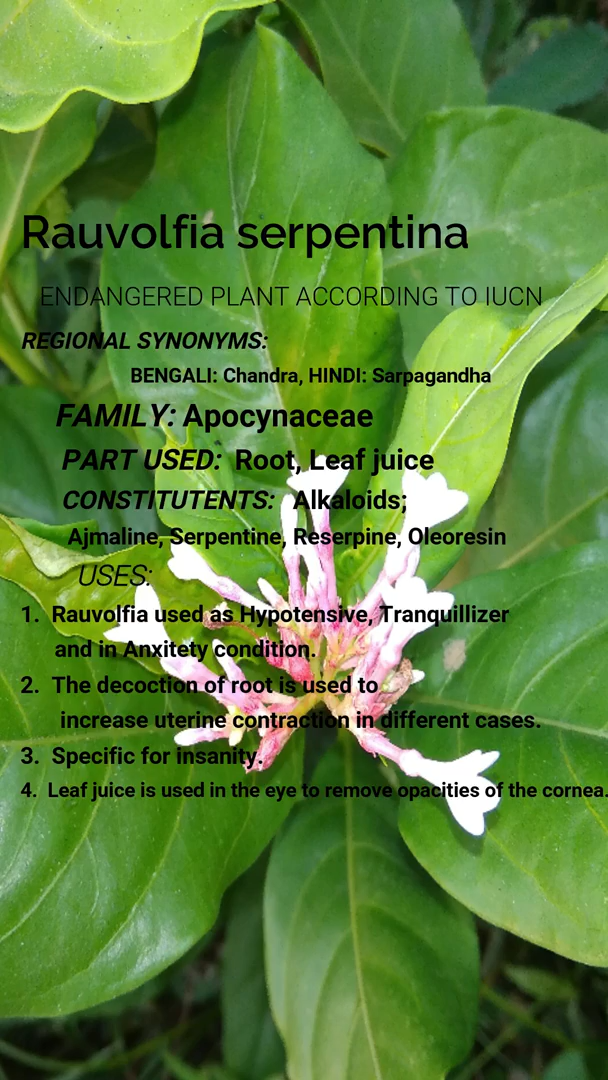 Rauvolfia serpentina
ENDANGERED PLANT ACCORDING TO IUCN
REGIONAL SYNONYMS:
BENGALI: Chandra, HINDI: Sarpagandha
FAMILY: Apocynaceae
PART USED: Root, Leaf juice
CONSTITUTENTS: Alkaloids;
Ajmaline, Serpentine, Reserpine, Oleoresin
USES:
1. Rauvolfia used as Hypotensive, Tranquillizer
and in Anxitety condition.
2. The decoction of root is used to
increase uterine contraction in different cases.
3. Specific for insanity.
4. Leaf juice is used in the eye to remove opacities of the cornea.